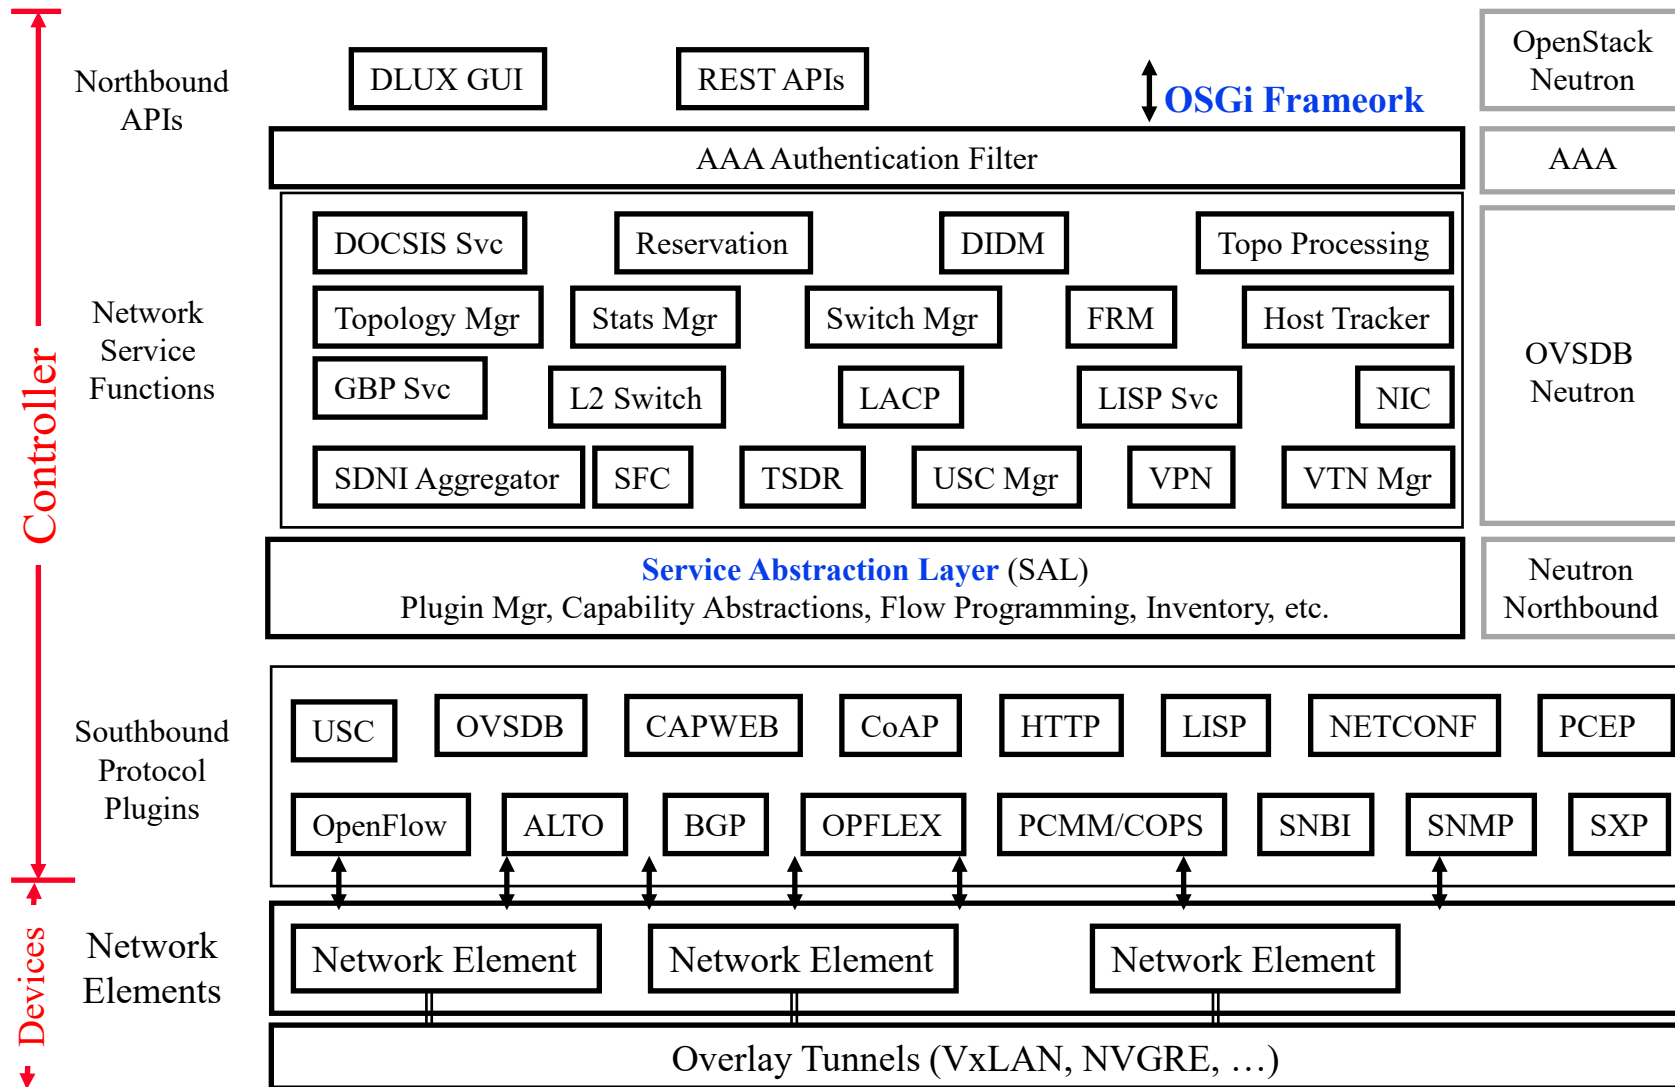 Controller
Devices
Northbound
APIs
DLUX GUI
REST APIs
OSGi Frameork
OpenStack
Neutron
AAA Authentication Filter
AAA
Network
Service
Functions
DOCSIS Svc
Reservation
DIDM
Topo Processing
Topology Mgr
Stats Mgr
Switch Mgr
FRM
Host Tracker
GBP Svc
L2 Switch
LACP
LISP Svc
NIC
SDNI Aggregator
SFC
TSDR
USC Mgr
VPN
VTN Mgr
OVSDB
Neutron
Service Abstraction Layer (SAL)
Plugin Mgr, Capability Abstractions, Flow Programming, Inventory, etc.
Neutron
Northbound
Southbound
Protocol
Plugins
USC
OVSDB
CAPWEB
CoAP
HTTP
LISP
NETCONF
PCEP
OpenFlow
ALTO
BGP
OPFLEX
PCMM/COPS
SNBI
SNMP
SXP
Network
Elements
Network Element
Network Element
Network Element
Overlay Tunnels (VxLAN, NVGRE, …)